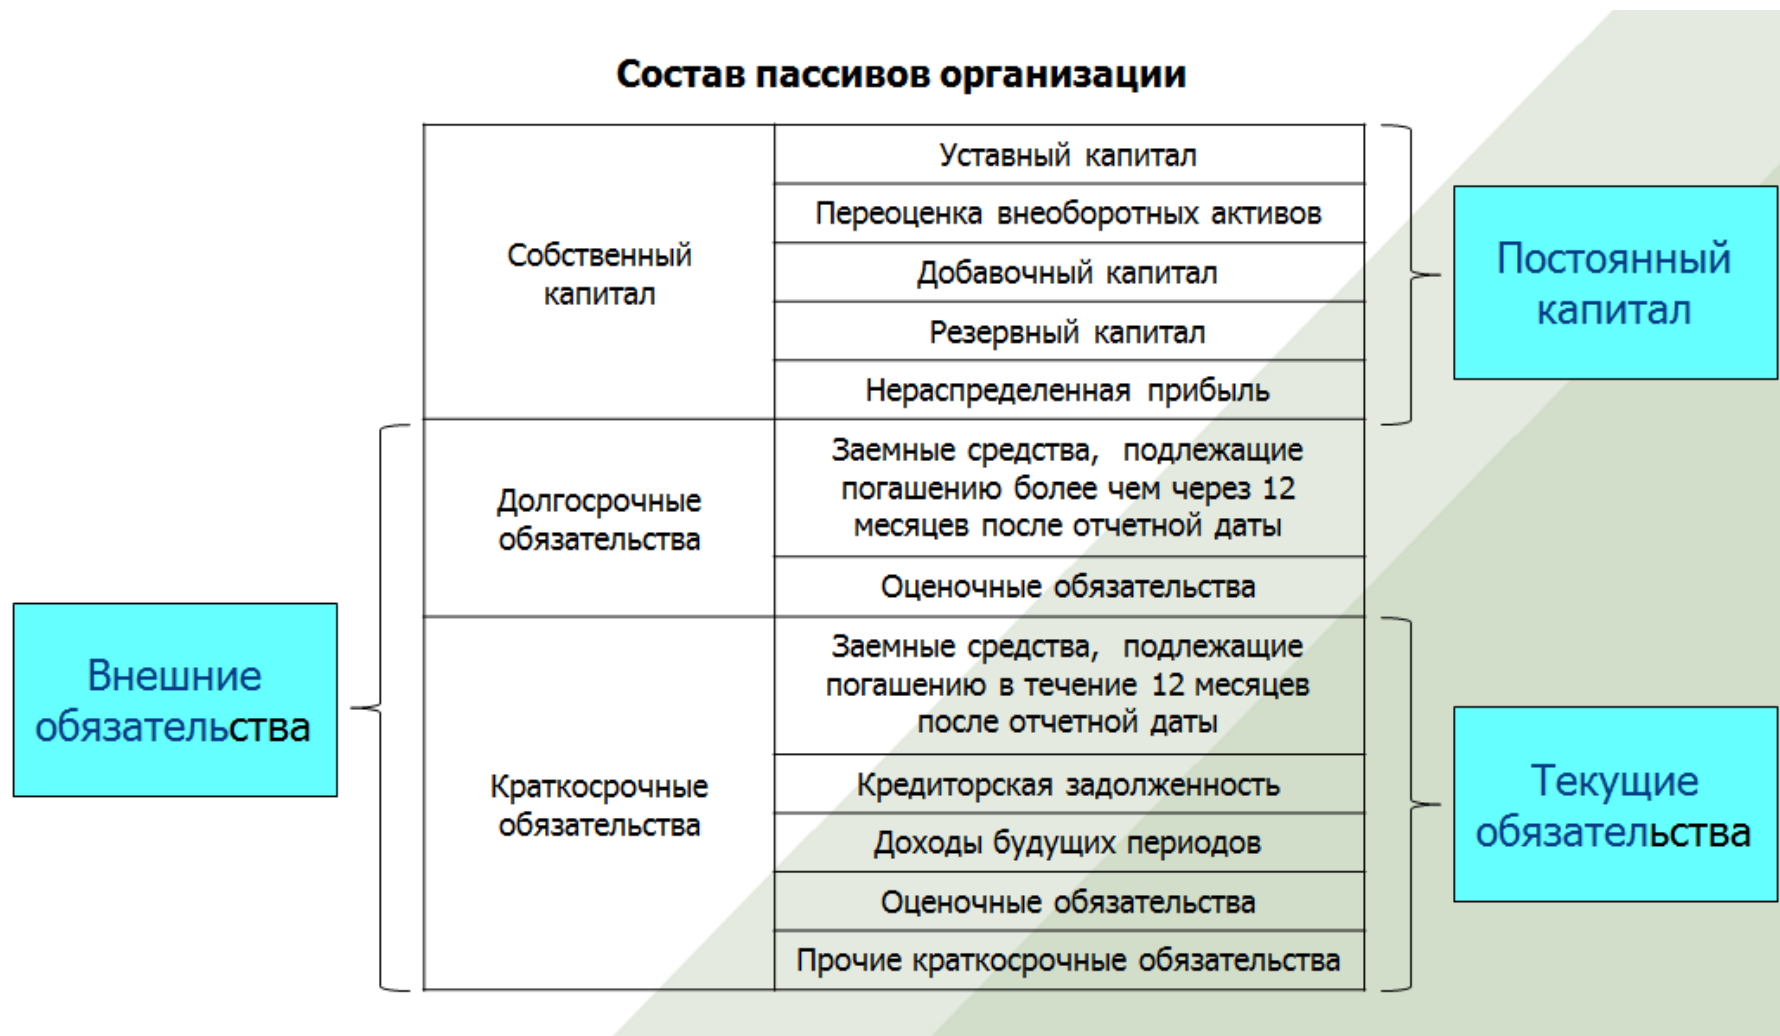 Состав пассивов организации
Собственный
капитал
Уставный капитал
Переоценка внеоборотных активов
Добавочный капитал
Резервный капитал
Нераспределенная прибыль
Постоянный
капитал
Долгосрочные
обязательства
Заемные средства, подлежащие
погашению более чем через 12
месяцев после отчетной даты
Оценочные обязательства
Внешние
обязательства
Краткосрочные
обязательства
Заемные средства, подлежащие
погашению в течение 12 месяцев
после отчетной даты
Кредиторская задолженность
Доходы будущих периодов
Оценочные обязательства
Прочие краткосрочные обязательства
Текущие
обязательства